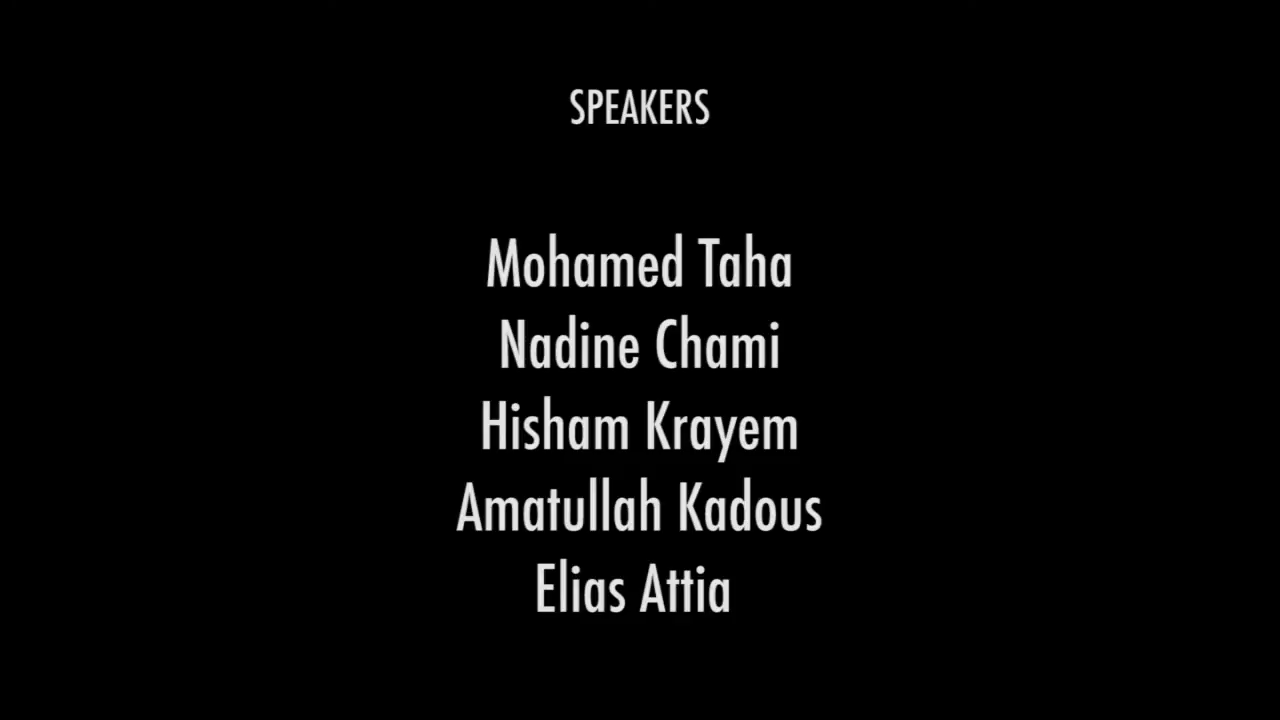 SPEAKERS
Mohamed Taha
Nadine Chami
Hisham Krayem
Amatullah Kadous
Elias Attia